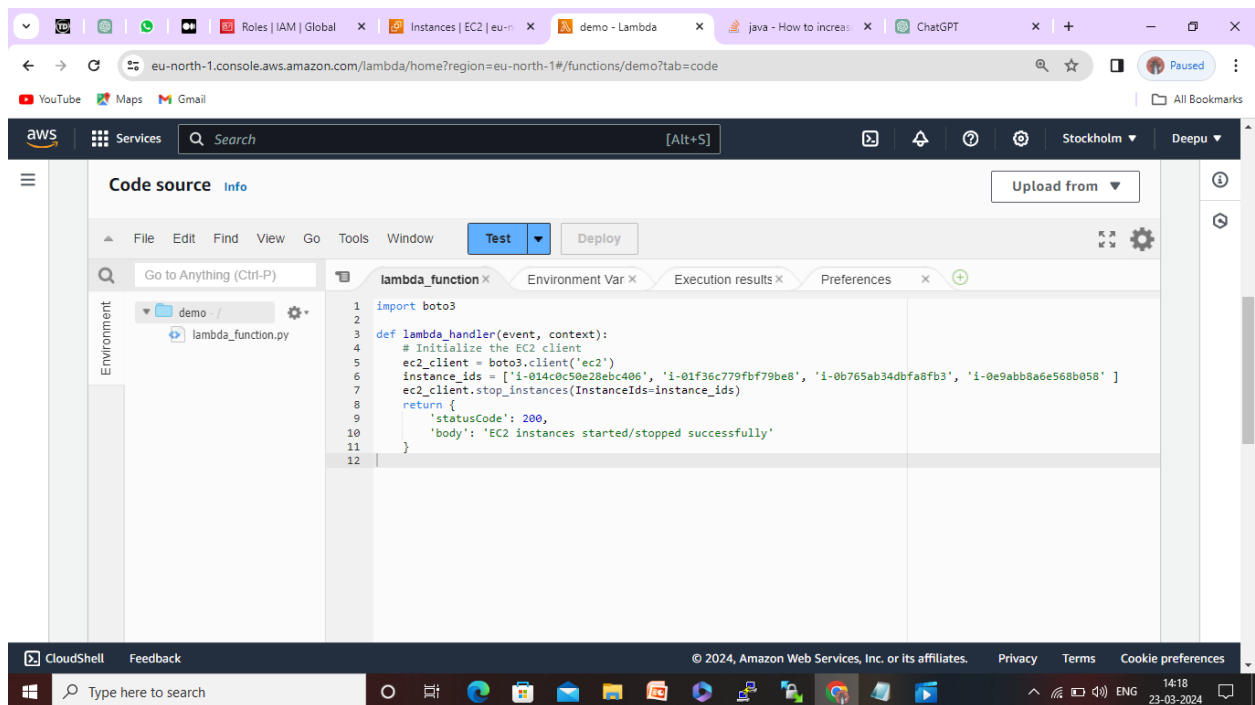 Roles | IAM | Global
Instances | EC2 | eu-n
demo - Lambda
java - How to increas
ChatGPT
eu-north-1.console.aws.amazon.com/lambda/home?region=eu-north-1#/functions/demo?tab=code
Paused
YouTube
Maps
Gmail
All Bookmarks
aws
Services
Search
[Alt+S]
Stockholm
Deepu
Code source
Info
Upload from
File Edit Find View Go Tools Window
Test
Deploy
Go to Anything (Ctrl-P)
lambda_function
Environment Var
Execution results
Preferences
Environment
demo - /
lambda_function.py
1 import boto3
2
3 def lambda_handler(event, context):
4 # Initialize the EC2 client
5 ec2_client = boto3.client('ec2')
6 instance_ids = ['i-014c0c50e28ebc406', 'i-01f36c779fbf79be8', 'i-0b765ab34dbfa8fb3', 'i-0e9abb8a6e568b058' ]
7 ec2_client.stop_instances(InstanceIds=instance_ids)
8 return {
9 'statusCode': 200,
10 'body': 'EC2 instances started/stopped successfully'
11 }
12
CloudShell
Feedback
© 2024, Amazon Web Services, Inc. or its affiliates.
Privacy
Terms
Cookie preferences
Type here to search
ENG
14:18
23-03-2024